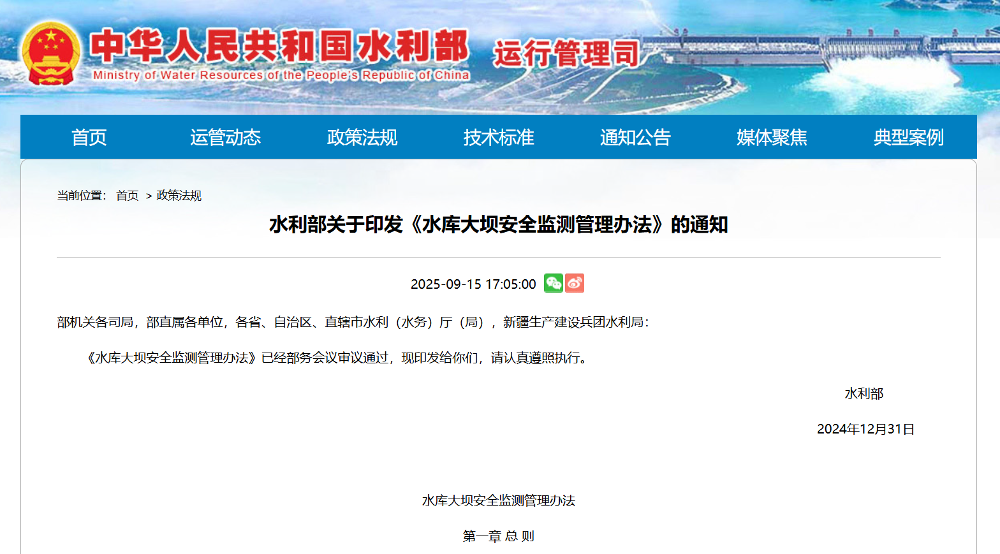 中华人民共和国水利部 运行管理司
Ministry of Water Resources of the People's Republic of China
首页 运管动态 政策法规 技术标准 通知公告 媒体聚焦 典型案例
当前位置： 首页 > 政策法规
水利部关于印发《水库大坝安全监测管理办法》的通知
2025-09-15 17:05:00
部机关各司局，部直属各单位，各省、自治区、直辖市水利（水务）厅（局），新疆生产建设兵团水利局：
《水库大坝安全监测管理办法》已经部务会议审议通过，现印发给你们，请认真遵照执行。
水利部
2024年12月31日
水库大坝安全监测管理办法
第一章 总 则